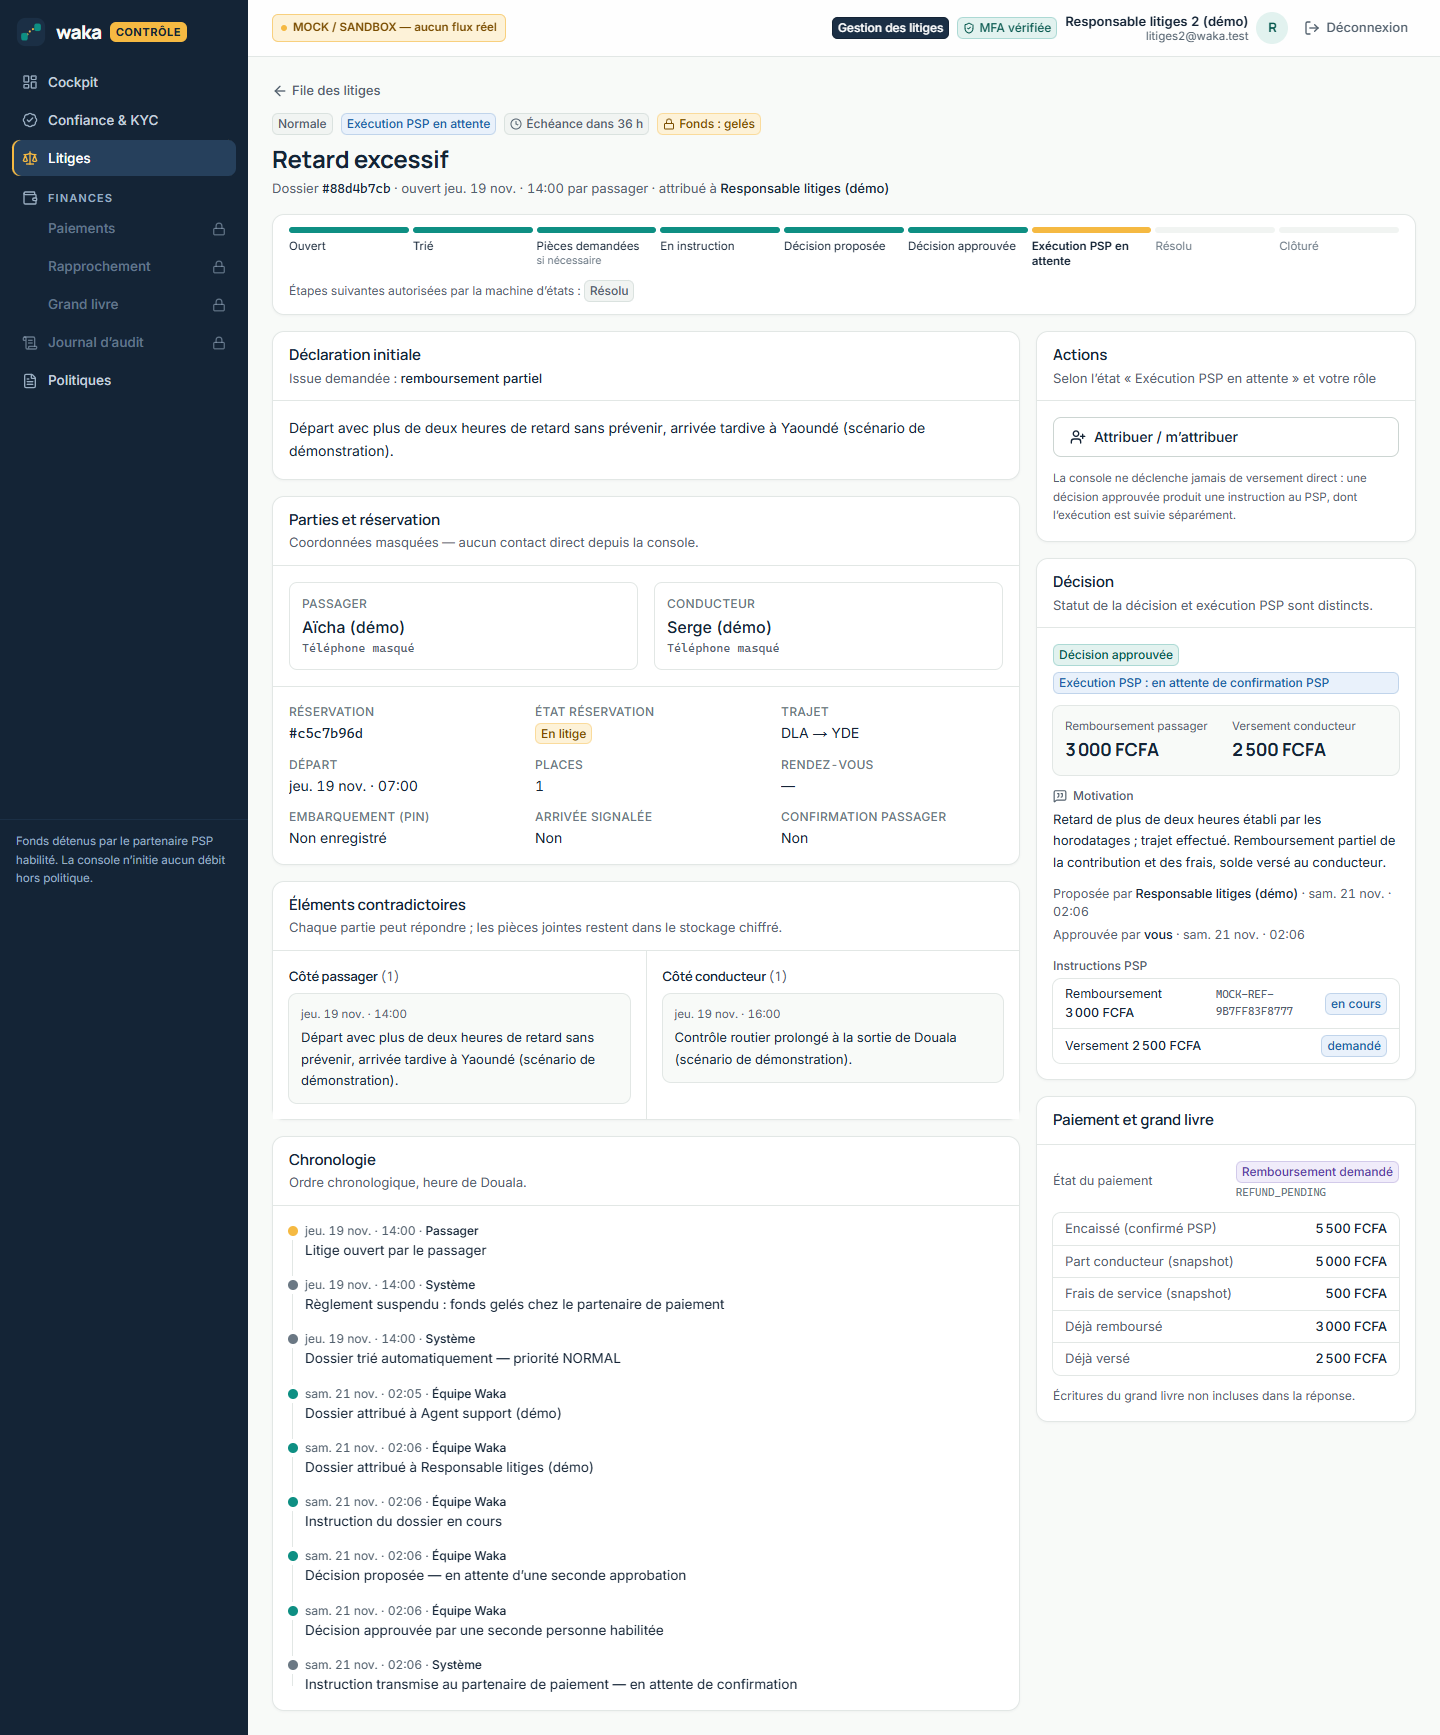 waka CONTRÔLE
Cockpit
Confiance & KYC
Litiges
FINANCES
Paiements
Rapprochement
Grand livre
Journal d'audit
Politiques
Fonds détenus par le partenaire PSP
habilité. La console n'initie aucun débit
hors politique.
MOCK / SANDBOX — aucun flux réel
Gestion des litiges
MFA vérifiée
Responsable litiges 2 (démo)
litiges2@waka.test
R
Déconnexion
File des litiges
Normale
Exécution PSP en attente
Échéance dans 36 h
Fonds : gelés
Retard excessif
Dossier #88d4b7cb · ouvert jeu. 19 nov. · 14:00 par passager · attribué à Responsable litiges (démo)
Ouvert
Trié
Pièces demandées
si nécessaire
En instruction
Décision proposée
Décision approuvée
Exécution PSP en
attente
Résolu
Clôturé
Étapes suivantes autorisées par la machine d'états : Résolu
Déclaration initiale
Issue demandée : remboursement partiel
Départ avec plus de deux heures de retard sans prévenir, arrivée tardive à Yaoundé (scénario de
démonstration).
Parties et réservation
Coordonnées masquées — aucun contact direct depuis la console.
PASSAGER
Aïcha (démo)
Téléphone masqué
CONDUCTEUR
Serge (démo)
Téléphone masqué
RÉSERVATION
#c5c7b96d
ÉTAT RÉSERVATION
En litige
TRAJET
DLA → YDE
DÉPART
jeu. 19 nov. · 07:00
PLACES
1
RENDEZ-VOUS
—
EMBARQUEMENT (PIN)
Non enregistré
ARRIVÉE SIGNALÉE
Non
CONFIRMATION PASSAGER
Non
Éléments contradictoires
Chaque partie peut répondre ; les pièces jointes restent dans le stockage chiffré.
Côté passager (1)
jeu. 19 nov. · 14:00
Départ avec plus de deux heures de retard sans
prévenir, arrivée tardive à Yaoundé (scénario de
démonstration).
Côté conducteur (1)
jeu. 19 nov. · 16:00
Contrôle routier prolongé à la sortie de Douala
(scénario de démonstration).
Chronologie
Ordre chronologique, heure de Douala.
jeu. 19 nov. · 14:00 · Passager
Litige ouvert par le passager
jeu. 19 nov. · 14:00 · Système
Règlement suspendu : fonds gelés chez le partenaire de paiement
jeu. 19 nov. · 14:00 · Système
Dossier trié automatiquement — priorité NORMAL
sam. 21 nov. · 02:05 · Équipe Waka
Dossier attribué à Agent support (démo)
sam. 21 nov. · 02:06 · Équipe Waka
Dossier attribué à Responsable litiges (démo)
sam. 21 nov. · 02:06 · Équipe Waka
Instruction du dossier en cours
sam. 21 nov. · 02:06 · Équipe Waka
Décision proposée — en attente d'une seconde approbation
sam. 21 nov. · 02:06 · Équipe Waka
Décision approuvée par une seconde personne habilitée
sam. 21 nov. · 02:06 · Système
Instruction transmise au partenaire de paiement — en attente de confirmation
Actions
Selon l'état « Exécution PSP en attente » et votre rôle
Attribuer / m'attribuer
La console ne déclenche jamais de versement direct : une
décision approuvée produit une instruction au PSP, dont
l'exécution est suivie séparément.
Décision
Statut de la décision et exécution PSP sont distincts.
Décision approuvée
Exécution PSP : en attente de confirmation PSP
Remboursement passager
3 000 FCFA
Versement conducteur
2 500 FCFA
Motivation
Retard de plus de deux heures établi par les
horodatages ; trajet effectué. Remboursement partiel de
la contribution et des frais, solde versé au conducteur.
Proposée par Responsable litiges (démo) · sam. 21 nov. ·
02:06
Approuvée par vous · sam. 21 nov. · 02:06
Instructions PSP
Remboursement
3 000 FCFA
MOCK-REF-
9B7FF83F8777
en cours
Versement 2 500 FCFA
demandé
Paiement et grand livre
État du paiement
Remboursement demandé
REFUND_PENDING
Encaissé (confirmé PSP) 5 500 FCFA
Part conducteur (snapshot) 5 000 FCFA
Frais de service (snapshot) 500 FCFA
Déjà remboursé 3 000 FCFA
Déjà versé 2 500 FCFA
Écritures du grand livre non incluses dans la réponse.